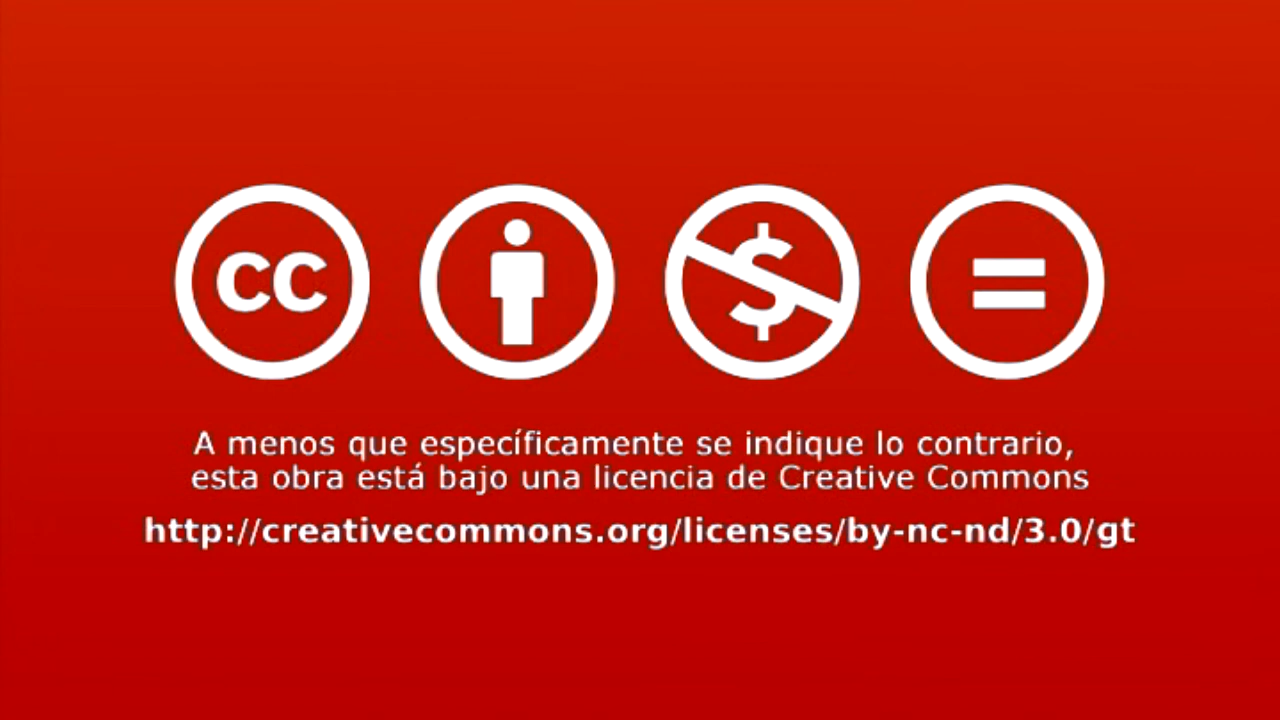 cc
$
=
A menos que específicamente se indique lo contrario,
esta obra está bajo una licencia de Creative Commons
http://creativecommons.org/licenses/by-nc-nd/3.0/gt